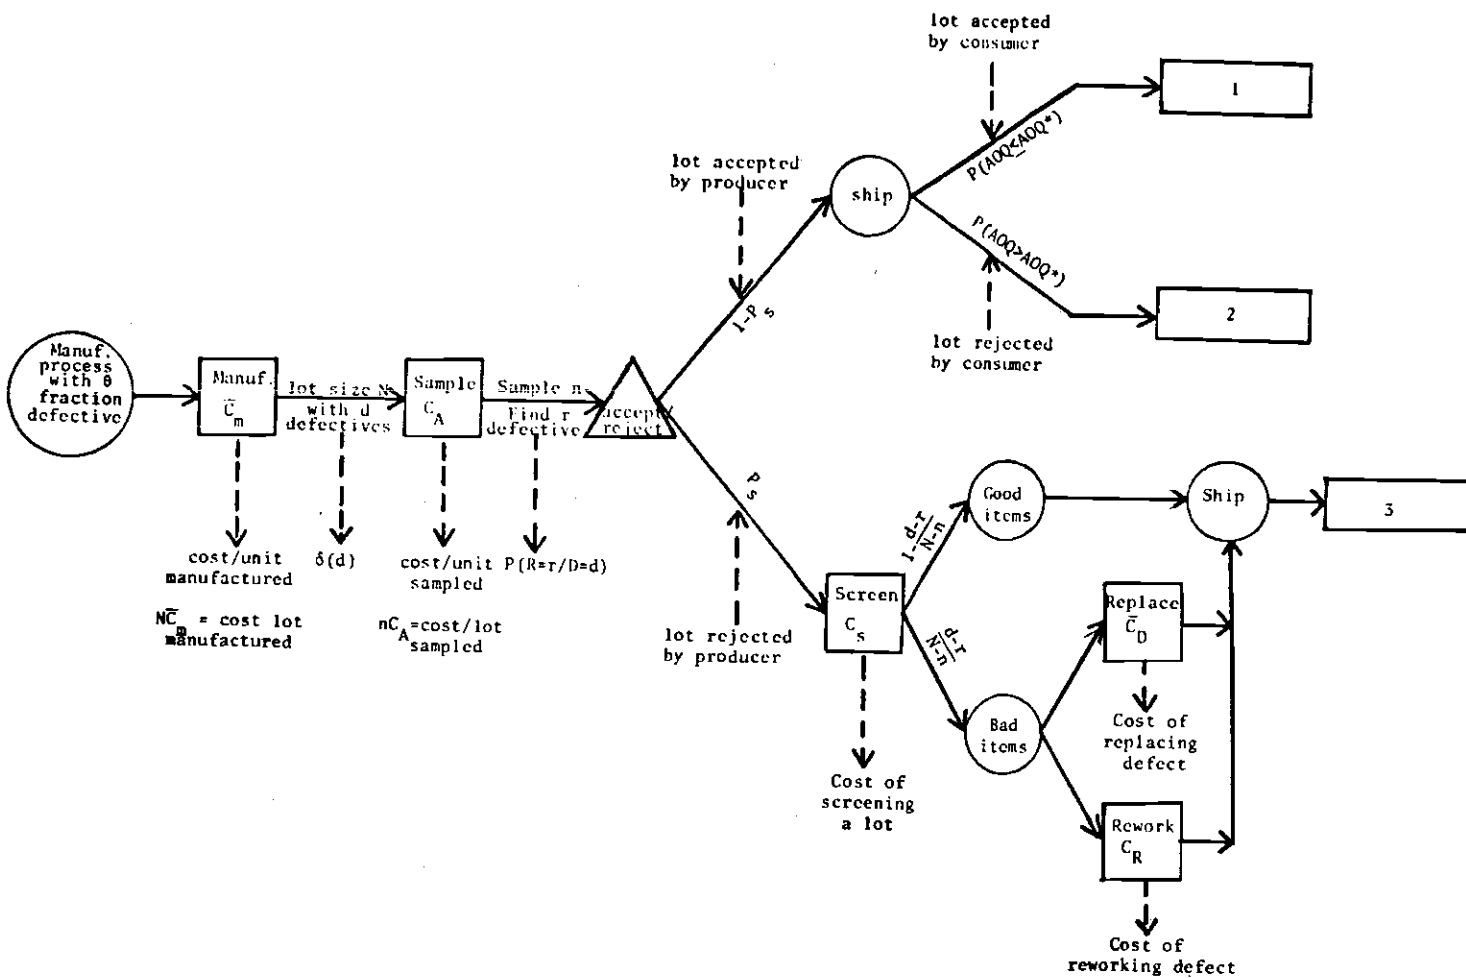 lot accepted
by consumer
1
P(AOQ≤AOQ*)
lot accepted
by producer
ship
P(AOQ>AOQ*)
1-P_s
2
lot rejected
by consumer
Manuf.
process
with θ
fraction
defective
Manuf.
C̄_m
lot size N
with d
defectives
Sample
C_A
Sample n
Find r
defective
accept/
reject
P_s
cost/unit
manufactured
NC̄_m = cost lot
manufactured
δ(d)
cost/unit
sampled
nC_A=cost/lot
sampled
P(R=r/D=d)
lot rejected
by producer
Screen
C_s
Cost of
screening
a lot
1-d-r
N-n
Good
items
Ship
3
d-r
N-n
Bad
items
Replace
C̄_D
Cost of
replacing
defect
Rework
C_R
Cost of
reworking defect